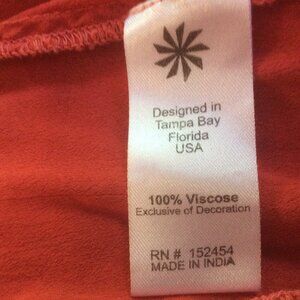 Designed in
Tampa Bay
Florida
USA
100% Viscose
Exclusive of Decoration
RN # 152454
MADE IN INDIA